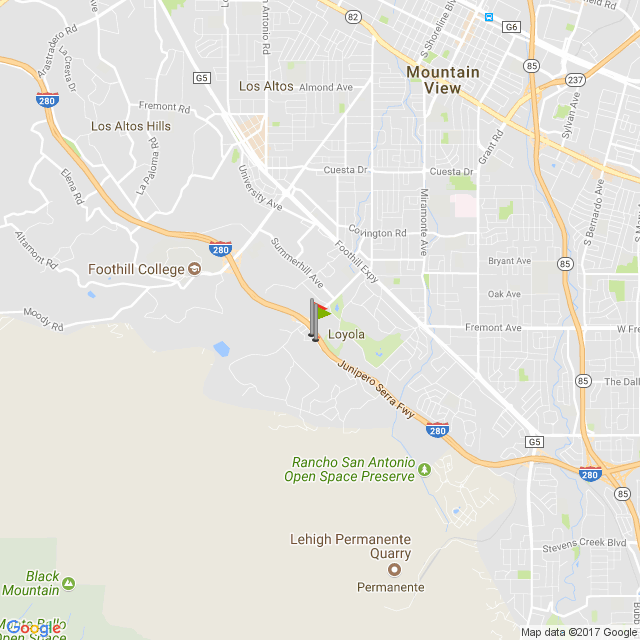 Arastradero Rd
La Cresta Dr
San Antonio Rd
82
S Shoreline Blvd
G6
field Rd
G5
85
237
Los Altos
Almond Ave
Mountain
View
280
Fremont Rd
Los Altos Hills
Sylvan Ave
Grant Rd
La Paloma Rd
Elena Rd
University Ave
Cuesta Dr
Cuesta Dr
Miramonte Ave
S Bernardo Ave
Altamont Rd
280
Summerhill Ave
Foothill Expy
Covington Rd
Bryant Ave
85
Foothill College
Oak Ave
Moody Rd
Loyola
Fremont Ave
W Fre
Junipero Serra Fwy
85
The Dall
280
G5
Rancho San Antonio
Open Space Preserve
280
85
Lehigh Permanente
Quarry
Stevens Creek Blvd
Permanente
Black
Mountain
Monte Bello
Open Space
Google
Map data ©2017 Google